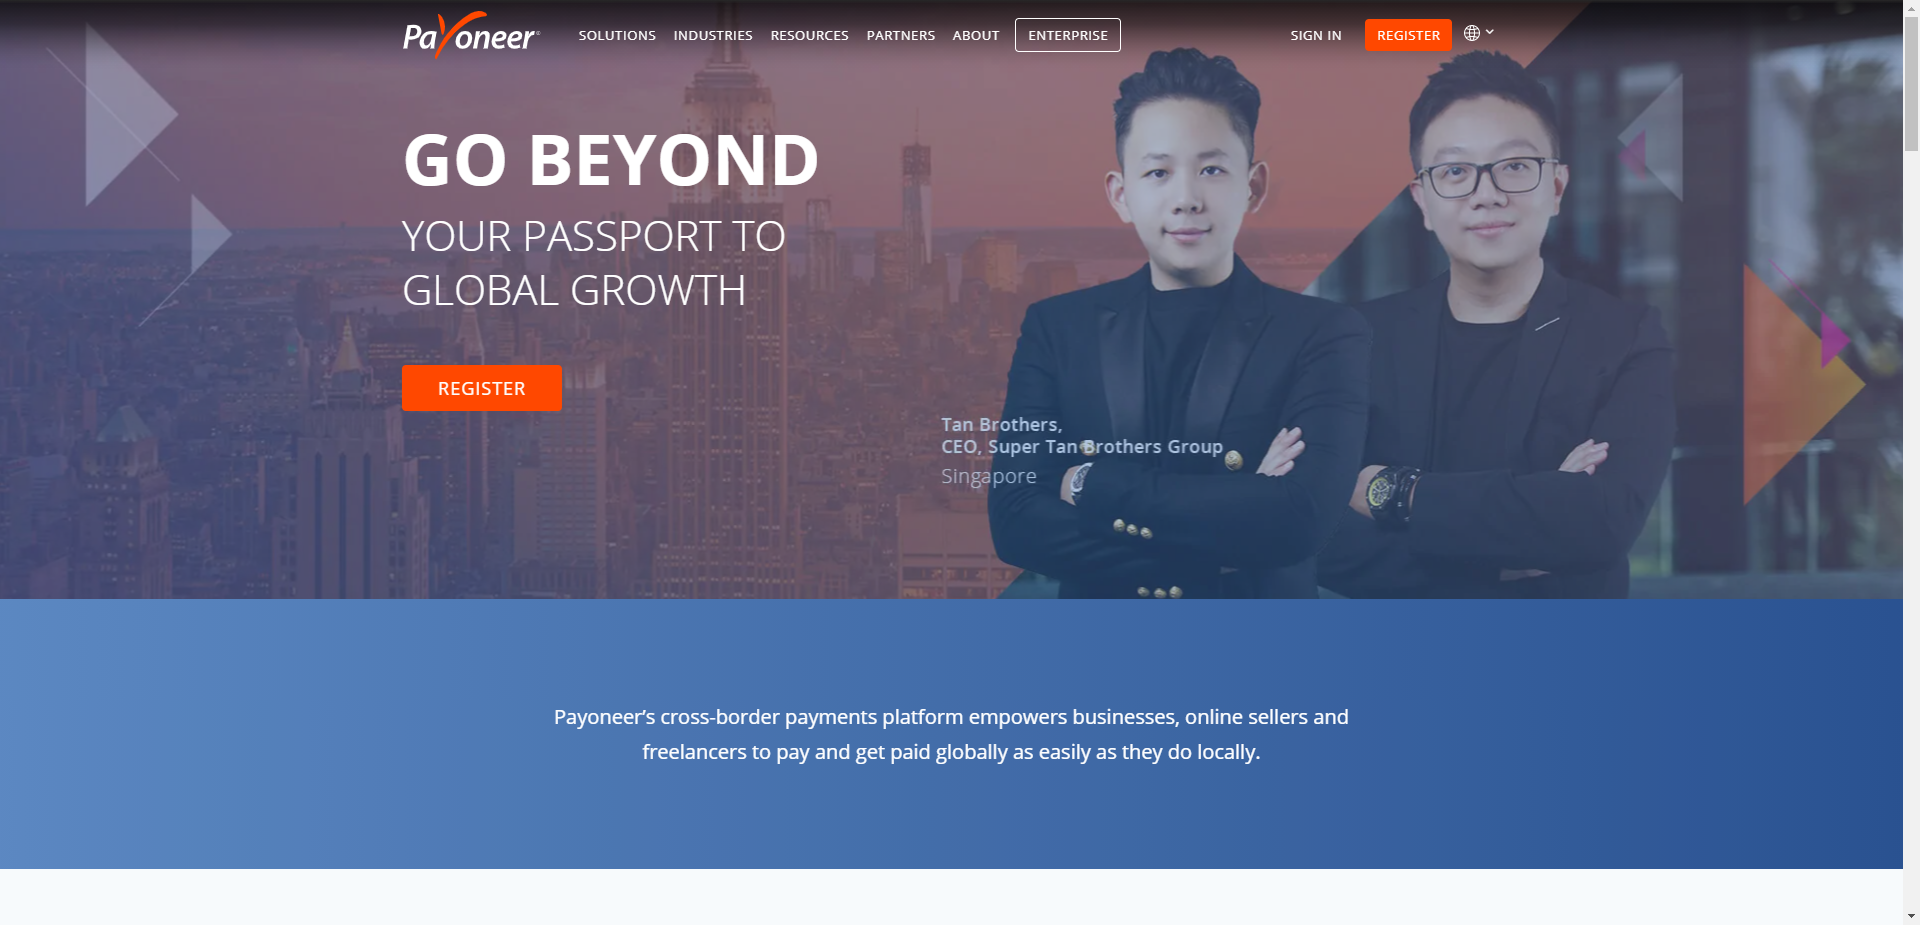 Payoneer
SOLUTIONS INDUSTRIES RESOURCES PARTNERS ABOUT ENTERPRISE SIGN IN REGISTER
GO BEYOND
YOUR PASSPORT TO
GLOBAL GROWTH
REGISTER
Tan Brothers,
CEO, Super Tan Brothers Group
Singapore
Payoneer’s cross-border payments platform empowers businesses, online sellers and
freelancers to pay and get paid globally as easily as they do locally.